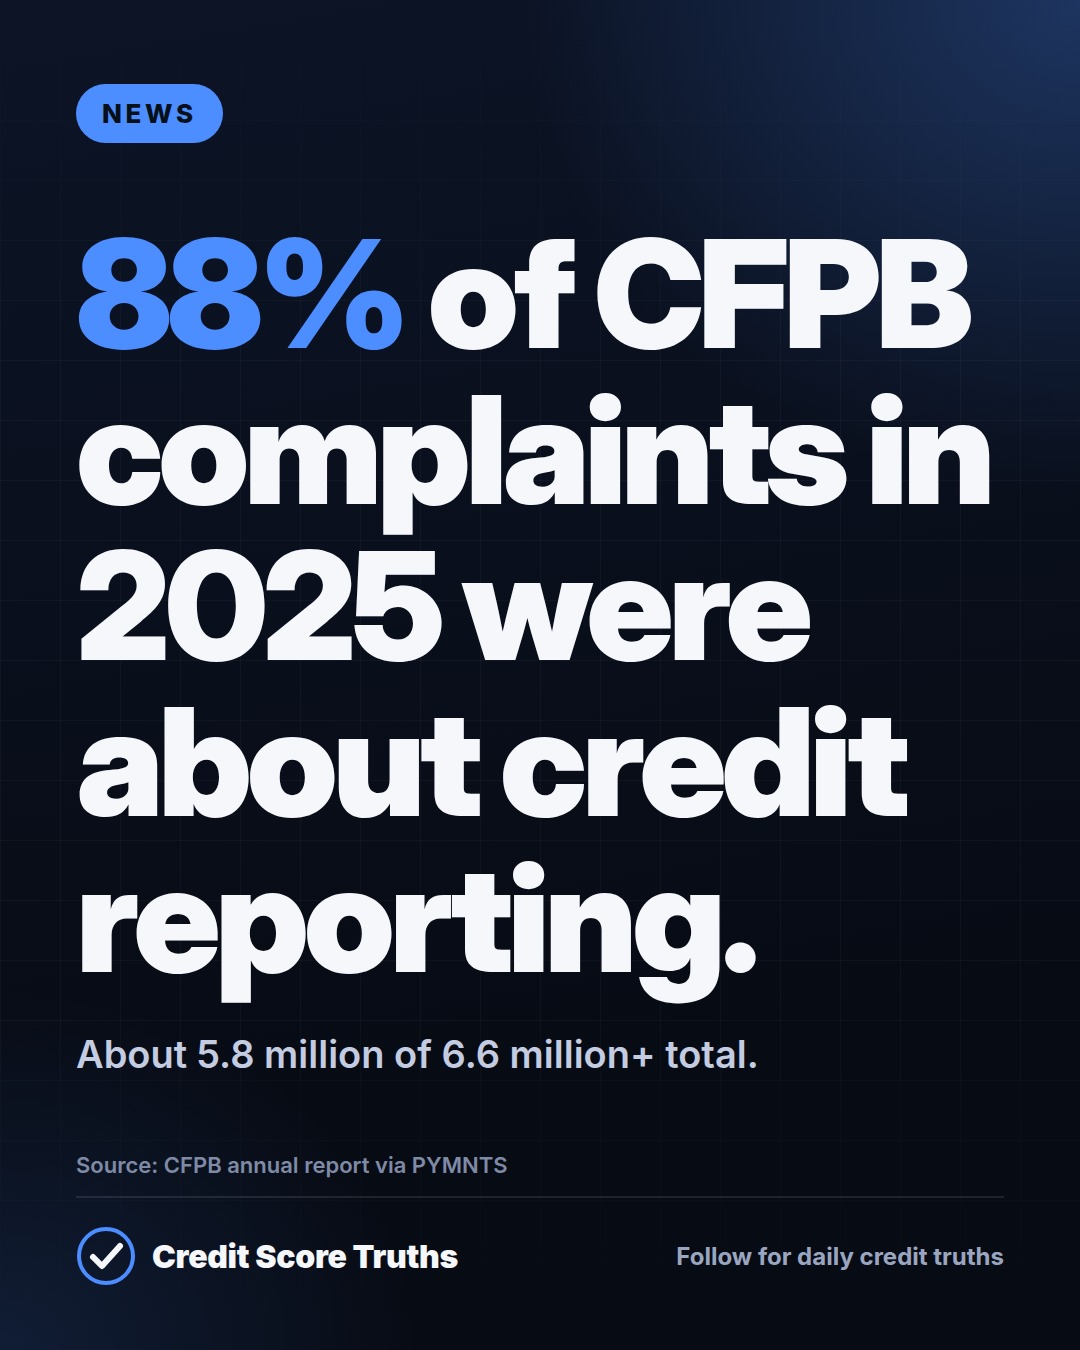 NEWS
88% of CFPB
complaints in
2025 were
about credit
reporting.
About 5.8 million of 6.6 million+ total.
Source: CFPB annual report via PYMNTS
Credit Score Truths
Follow for daily credit truths